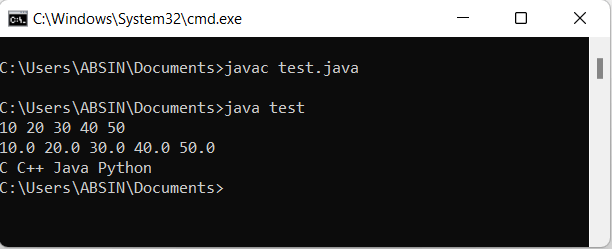 C:\Windows\System32\cmd.exe
C:\Users\ABSIN\Documents>javac test.java
C:\Users\ABSIN\Documents>java test
10 20 30 40 50
10.0 20.0 30.0 40.0 50.0
C C++ Java Python
C:\Users\ABSIN\Documents>